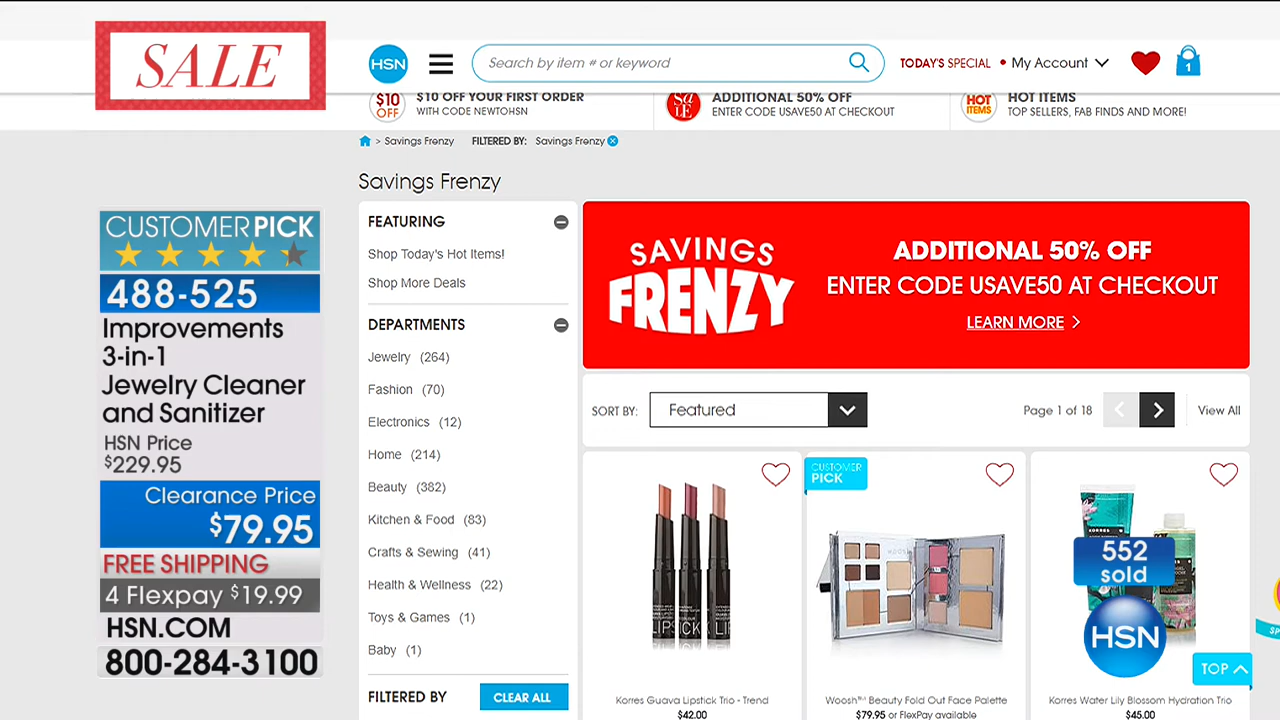 SALE
HSN
Search by item # or keyword
TODAY'S SPECIAL
My Account
1
$10 OFF
$10 OFF YOUR FIRST ORDER
WITH CODE NEWTOHSN
SaLE
ADDITIONAL 50% OFF
ENTER CODE USAVE50 AT CHECKOUT
HOT ITEMS
HOT ITEMS
TOP SELLERS, FAB FINDS AND MORE!
> Savings Frenzy
FILTERED BY: Savings Frenzy
Savings Frenzy
CUSTOMER PICK
488-525
Improvements
3-in-1
Jewelry Cleaner
and Sanitizer
HSN Price
$229.95
Clearance Price
$79.95
FREE SHIPPING
4 Flexpay $19.99
HSN.COM
800-284-3100
FEATURING
Shop Today's Hot Items!
Shop More Deals
DEPARTMENTS
Jewelry (264)
Fashion (70)
Electronics (12)
Home (214)
Beauty (382)
Kitchen & Food (83)
Crafts & Sewing (41)
Health & Wellness (22)
Toys & Games (1)
Baby (1)
FILTERED BY
CLEAR ALL
SAVINGS
FRENZY
ADDITIONAL 50% OFF
ENTER CODE USAVE50 AT CHECKOUT
LEARN MORE >
SORT BY:
Featured
Page 1 of 18
View All
LIPSTICK
Korres Guava Lipstick Trio - Trend
$42.00
CUSTOMER
PICK
Woosh™ Beauty Fold Out Face Palette
$79.95 or FlexPay available
KORRES
552
sold
HSN
Korres Water Lily Blossom Hydration Trio
$45.00
TOP